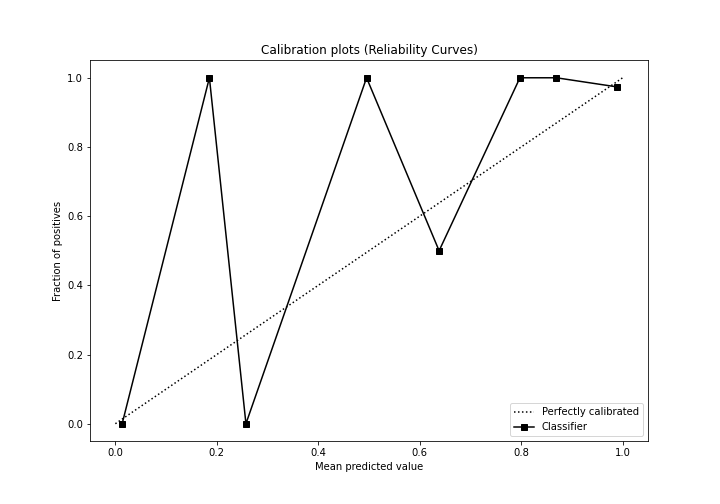 Calibration plots (Reliability Curves)
1.0
0.8
0.6
0.4
0.2
0.0
Fraction of positives
0.0 0.2 0.4 0.6 0.8 1.0
Mean predicted value
Perfectly calibrated
Classifier